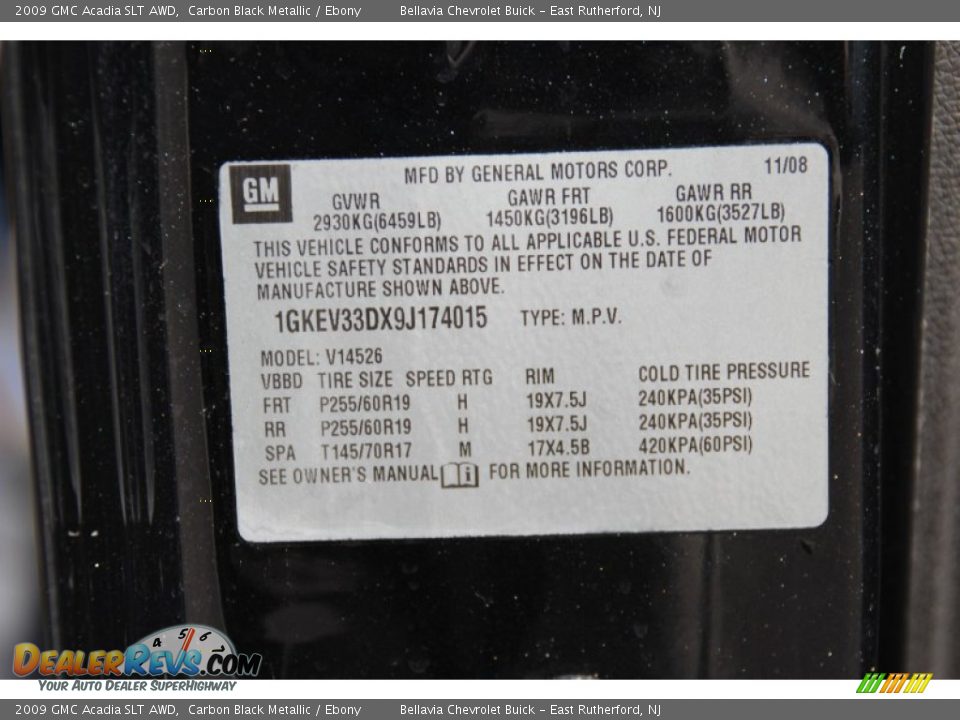 2009 GMC Acadia SLT AWD, Carbon Black Metallic / Ebony Bellavia Chevrolet Buick - East Rutherford, NJ
GM MFD BY GENERAL MOTORS CORP. 11/08
GVWR GAWR FRT GAWR RR
2930KG(6459LB) 1450KG(3196LB) 1600KG(3527LB)
THIS VEHICLE CONFORMS TO ALL APPLICABLE U.S. FEDERAL MOTOR
VEHICLE SAFETY STANDARDS IN EFFECT ON THE DATE OF
MANUFACTURE SHOWN ABOVE.
1GKEV33DX9J174015 TYPE: M.P.V.
MODEL: V14526
VBBD TIRE SIZE SPEED RTG RIM COLD TIRE PRESSURE
FRT P255/60R19 H 19X7.5J 240KPA(35PSI)
RR P255/60R19 H 19X7.5J 240KPA(35PSI)
SPA T145/70R17 M 17X4.5B 420KPA(60PSI)
SEE OWNER'S MANUAL i FOR MORE INFORMATION.
4 5 6
DEALERREVS.COM
YOUR AUTO DEALER SUPERHIGHWAY
2009 GMC Acadia SLT AWD, Carbon Black Metallic / Ebony Bellavia Chevrolet Buick - East Rutherford, NJ